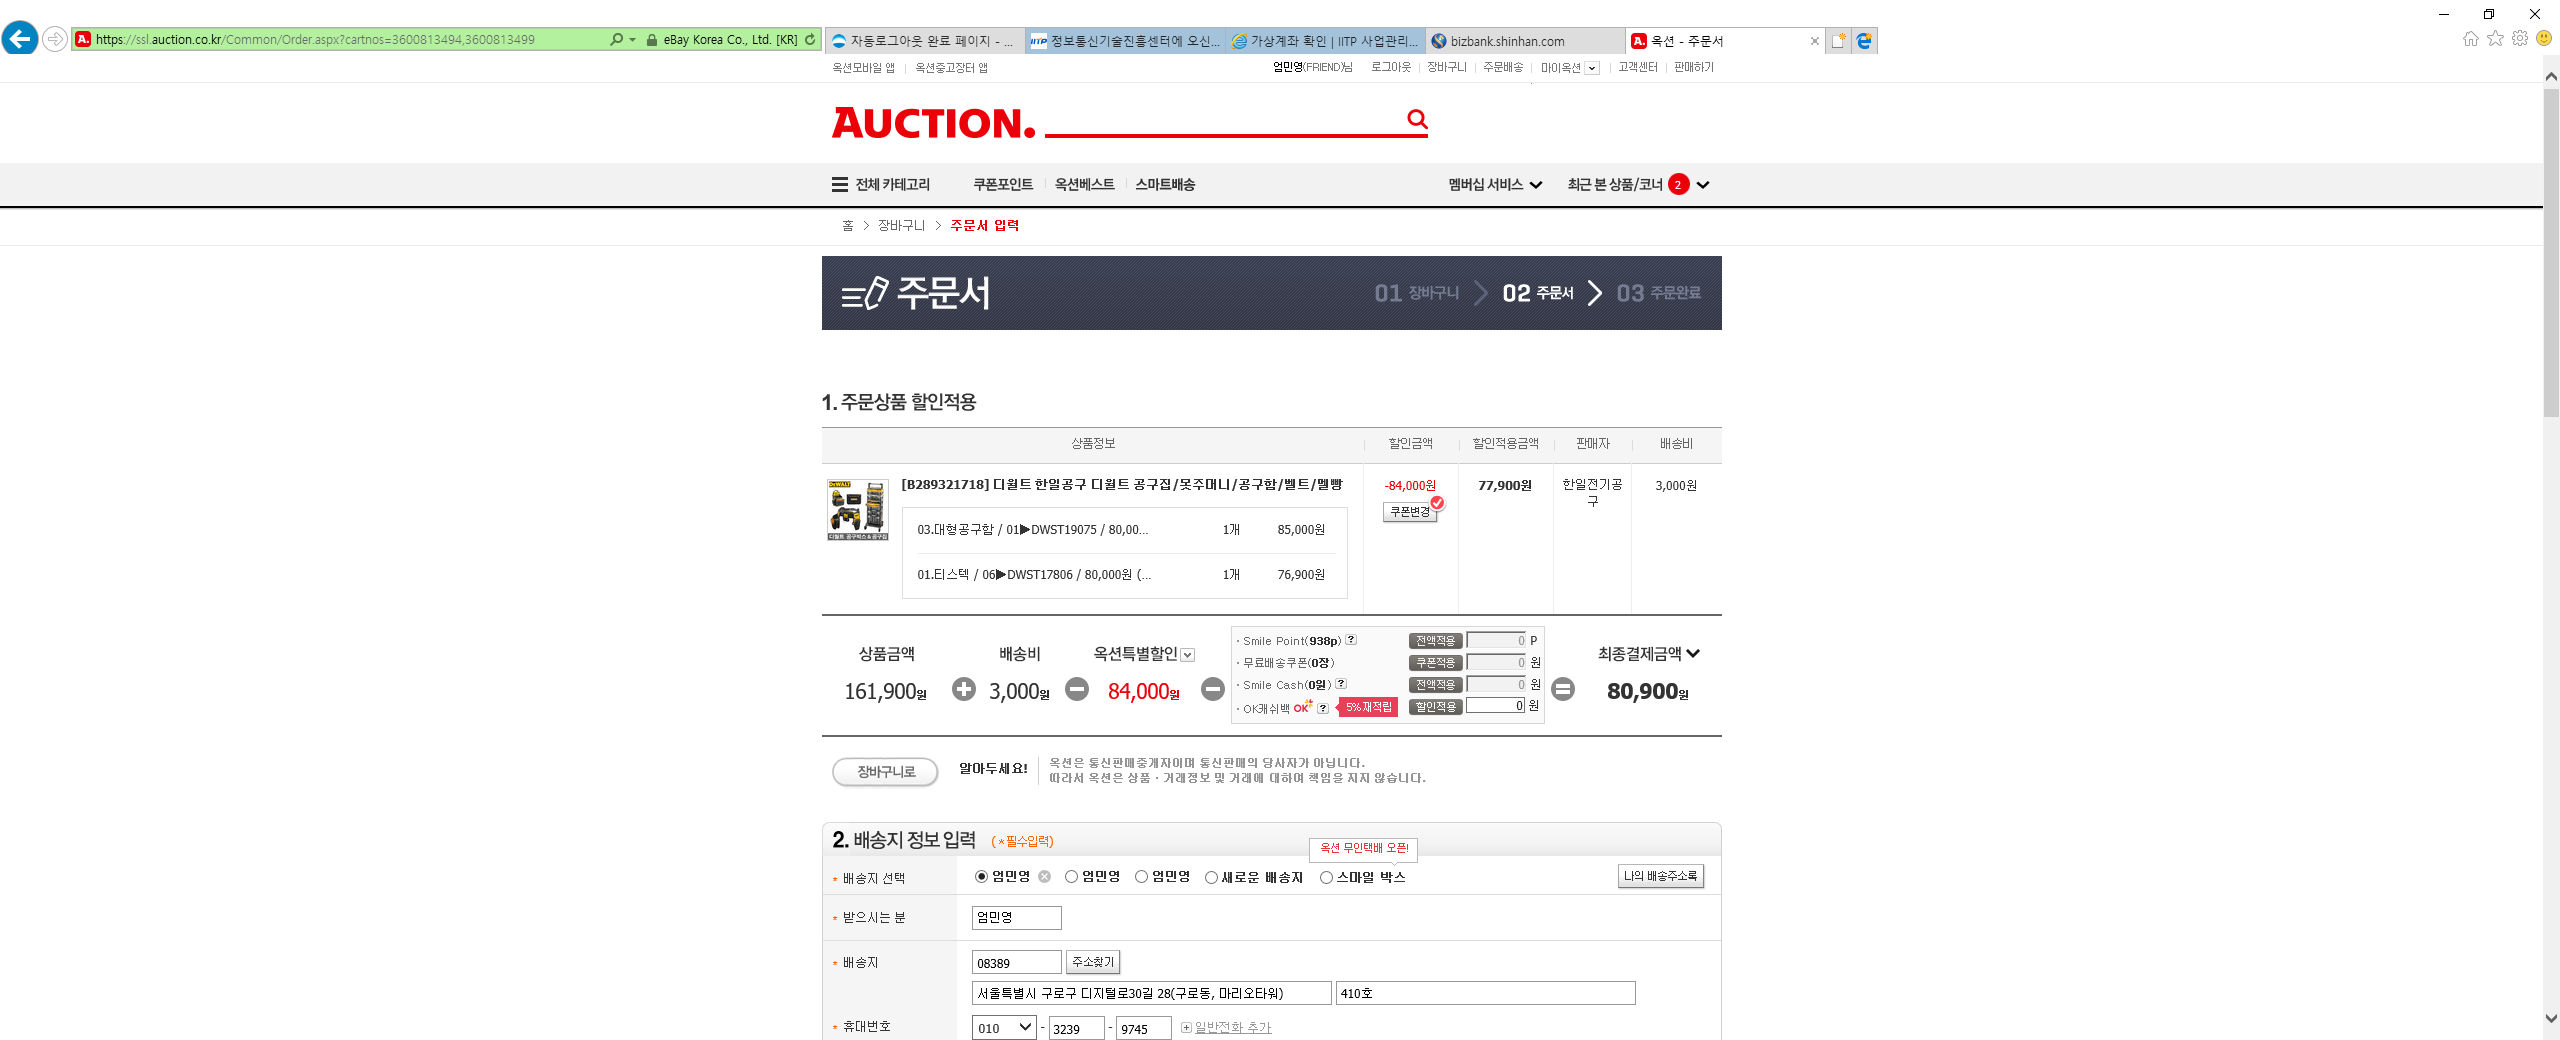 https://ssl.auction.co.kr/Common/Order.aspx?cartnos=3600813494,3600813499
eBay Korea Co., Ltd. [KR]
자동로그아웃 완료 페이지 - ...
정보통신기술진흥센터에 오신...
가상계좌 확인 | IITP 사업관리...
bizbank.shinhan.com
옥션 - 주문서
옥션모바일 앱 | 옥션중고장터 앱
엄민영(FRIEND)님 로그아웃 | 장바구니 | 주문배송 | 마이옥션 | 고객센터 | 판매하기
AUCTION.
전체 카테고리 쿠폰포인트 | 옥션베스트 | 스마트배송 멤버십 서비스 최근 본 상품/코너 2
홈 > 장바구니 > 주문서 입력
주문서 01 장바구니 02 주문서 03 주문완료
1. 주문상품 할인적용
상품정보 할인금액 할인적용금액 판매자 배송비
[B289321718] 디월트 한일공구 디월트 공구집/못주머니/공구함/벨트/멜빵 -84,000원 77,900원 한일전기공구 3,000원
쿠폰변경
DEWALT
디월트 공구박스&공구집
03.대형공구함 / 01▶DWST19075 / 80,00... 1개 85,000원
01.티스텍 / 06▶DWST17806 / 80,000원 (... 1개 76,900원
상품금액 배송비 옥션특별할인 최종결제금액
161,900원 3,000원 84,000원 80,900원
· Smile Point(938p) ? 전액적용 0 P
· 무료배송쿠폰(0장) 쿠폰적용 0 원
· Smile Cash(0원) ? 전액적용 0 원
· OK캐쉬백 OK ? 5%재적립 할인적용 0 원
장바구니로 알아두세요! 옥션은 통신판매중개자이며 통신판매의 당사자가 아닙니다.
따라서 옥션은 상품·거래정보 및 거래에 대하여 책임을 지지 않습니다.
2. 배송지 정보 입력 (*필수입력)
옥션 무인택배 오픈!
* 배송지 선택 엄민영 엄민영 엄민영 새로운 배송지 스마일 박스 나의 배송주소록
* 받으시는 분 엄민영
* 배송지 08389 주소찾기
서울특별시 구로구 디지털로30길 28(구로동, 마리오타워) 410호
* 휴대번호 010 - 3239 - 9745 일반전화 추가